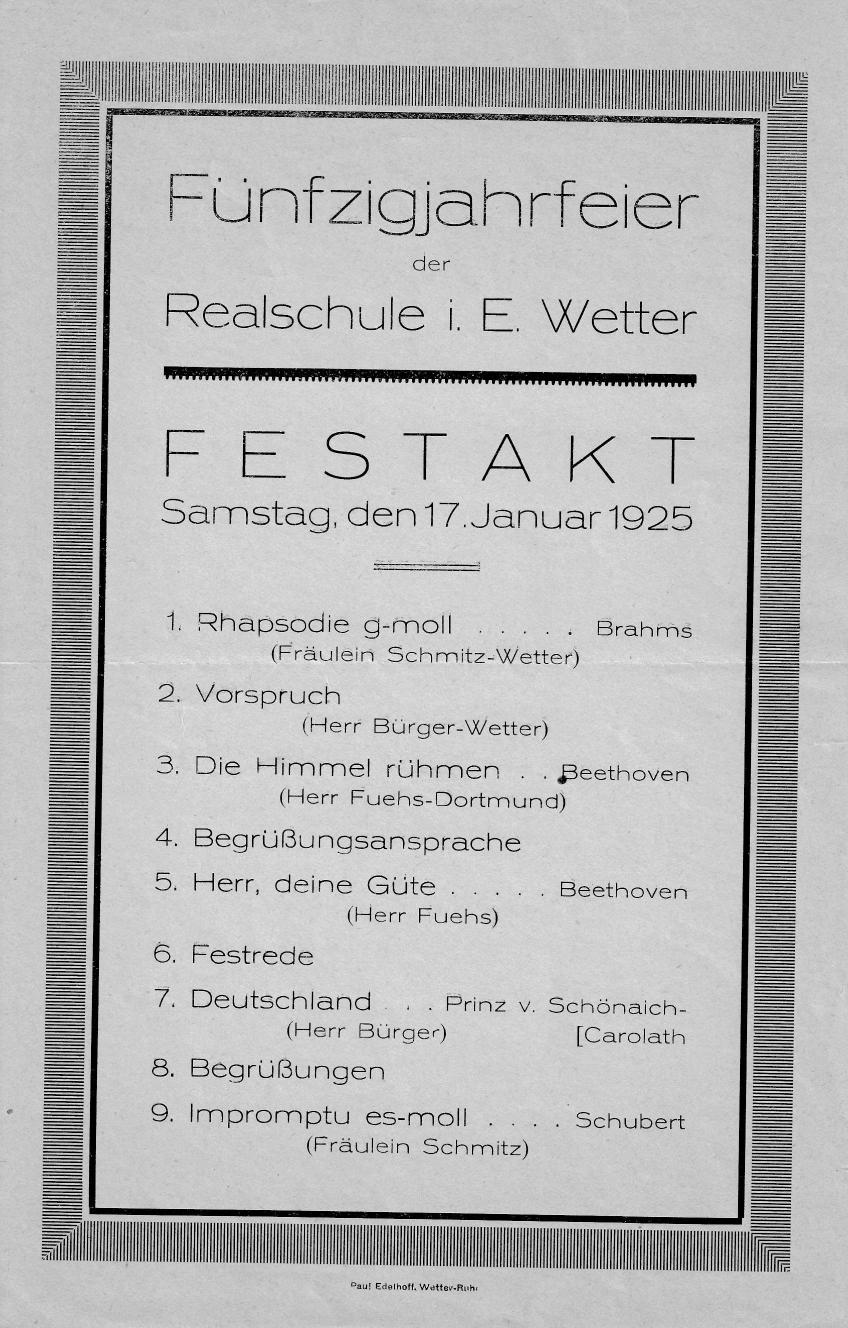 Fünfzigjahrfeier
der
Realschule i. E. Wetter
FESTAKT
Samstag, den 17. Januar 1925
1. Rhapsodie g-moll . . . . . Brahms
(Fräulein Schmitz-Wetter)
2. Vorspruch
(Herr Bürger-Wetter)
3. Die Himmel rühmen . . Beethoven
(Herr Fuehs-Dortmund)
4. Begrüßungsansprache
5. Herr, deine Güte . . . . . Beethoven
(Herr Fuehs)
6. Festrede
7. Deutschland . . . Prinz v. Schönaich-
(Herr Bürger) [Carolath
8. Begrüßungen
9. Impromptu es-moll . . . . Schubert
(Fräulein Schmitz)
Paul Edelhoff, Wetter-Ruhr